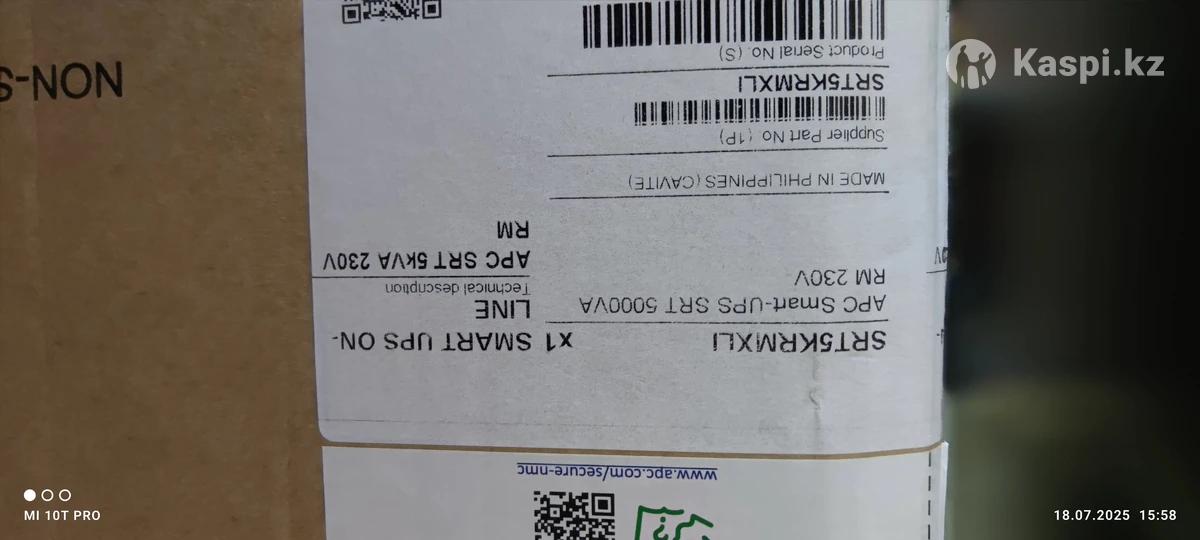 www.apc.com/secure-nmc
SRT5KRMXLI
x1 SMART UPS ON-
LINE
APC Smart-UPS SRT 5000VA
RM 230V
Technical description
APC SRT 5kVA 230V
RM
MADE IN PHILIPPINES (CAVITE)
Supplier Part No (1P)
SRT5KRMXLI
Product Serial No. (S)
NON-S
Kaspi.kz
MI 10T PRO
18.07.2025 15:58